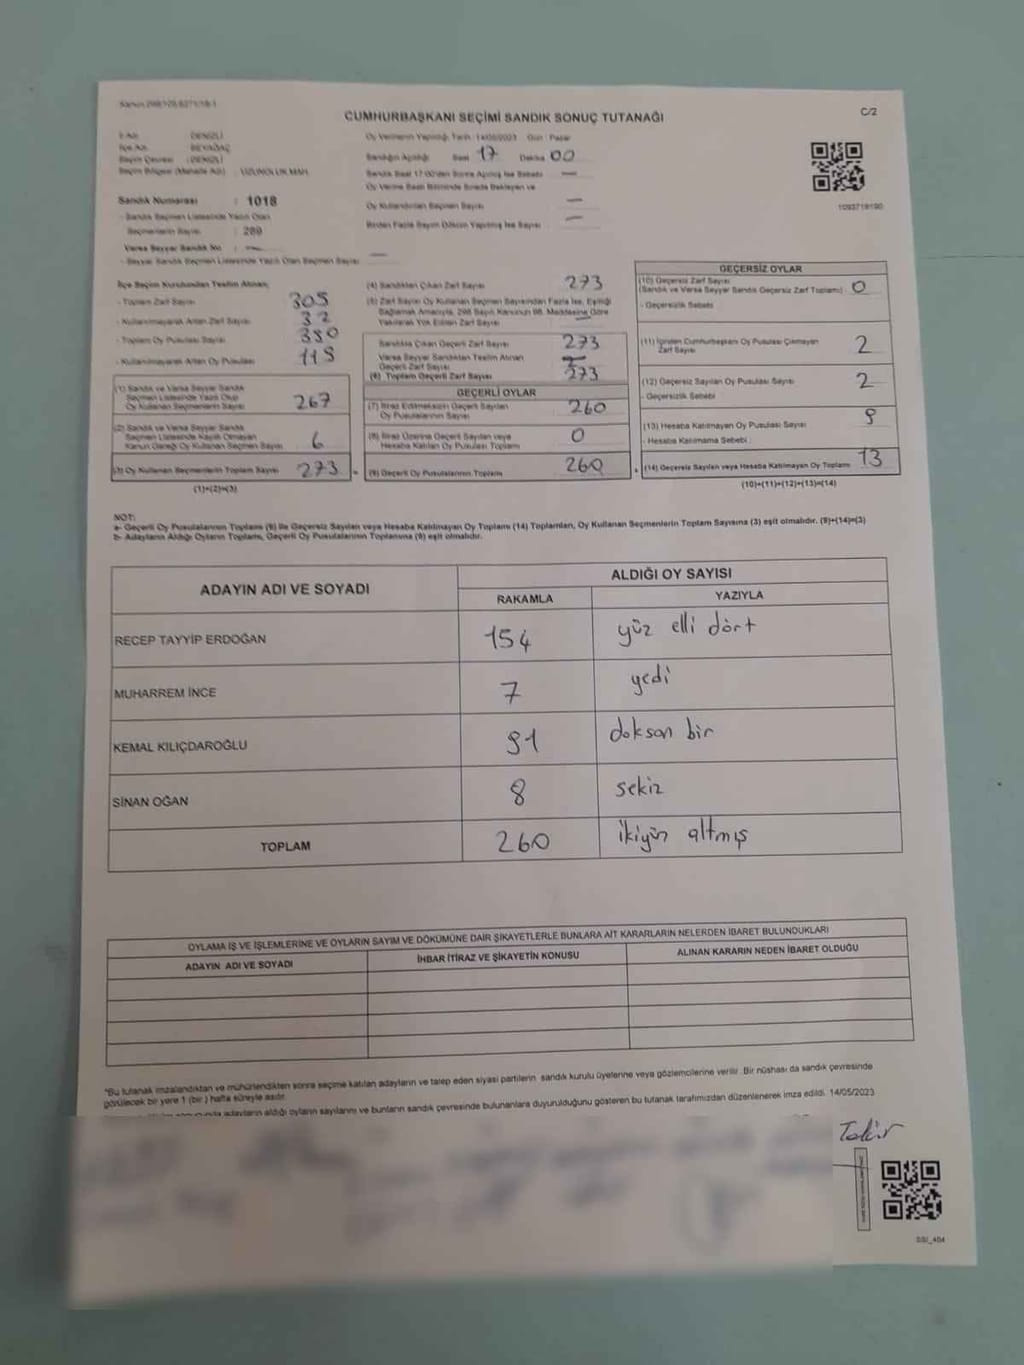 Kanun 298/105,6271/18-1
C/2
CUMHURBAŞKANI SEÇİMİ SANDIK SONUÇ TUTANAĞI
İl Adı : DENİZLİ
İlçe Adı : BEYAĞAÇ
Seçim Çevresi : DENİZLİ
Seçim Bölgesi (Mahalle Adı) : UZUNOLUK MAH.
Oy Vermenin Yapıldığı Tarih : 14/05/2023 Gün : Pazar
Sandığın Açıldığı Saat 17 Dakika 00
Sandık Saat 17.00'den Sonra Açılmış İse Sebebi —
Oy Verme Saati Bitiminde Sırada Bekleyen ve
Oy Kullandırılan Seçmen Sayısı —
Birden Fazla Sayım Döküm Yapılmış İse Sayısı —
1093719190
Sandık Numarası : 1018
- Sandık Seçmen Listesinde Yazılı Olan
Seçmenlerin Sayısı : 289
Varsa Seyyar Sandık No : —
- Seyyar Sandık Seçmen Listesinde Yazılı Olan Seçmen Sayısı —
İlçe Seçim Kurulundan Teslim Alınan;
- Toplam Zarf Sayısı 305
- Kullanılmayarak Artan Zarf Sayısı 32
- Toplam Oy Pusulası Sayısı
- Kullanılmayarak Artan Oy Pusulası
(1) Sandık ve Varsa Seyyar Sandık
Seçmen Listesinde Yazılı Olup
Oy Kullanan Seçmenlerin Sayısı 267
(2) Sandık ve Varsa Seyyar Sandık
Seçmen Listesinde Kayıtlı Olmayan
Kanun Gereği Oy Kullanan Seçmen Sayısı 6
(3) Oy Kullanan Seçmenlerin Toplam Sayısı 273
(1)+(2)=(3)
(4) Sandıktan Çıkan Zarf Sayısı 273
(5) Zarf Sayısı Oy Kullanan Seçmen Sayısından Fazla İse, Eşitliği
Sağlamak Amacıyla, 298 Sayılı Kanunun 98. Maddesine Göre
Yakılarak Yok Edilen Zarf Sayısı —
Sandıkta Çıkan Geçerli Zarf Sayısı 273
Varsa Seyyar Sandıktan Teslim Alınan
Geçerli Zarf Sayısı
(6) Toplam Geçerli Zarf Sayısı 273
GEÇERLİ OYLAR
(7) İtiraz Edilmeksizin Geçerli Sayılan
Oy Pusulalarının Sayısı 260
(8) İtiraz Üzerine Geçerli Sayılan veya
Hesaba Katılan Oy Pusulası Toplamı 0
(9) Geçerli Oy Pusulalarının Toplamı 260
GEÇERSİZ OYLAR
(10) Geçersiz Zarf Sayısı
(Sandık ve Varsa Seyyar Sandık Geçersiz Zarf Toplamı) 0
- Geçersizlik Sebebi
(11) İçinden Cumhurbaşkanı Oy Pusulası Çıkmayan
Zarf Sayısı 2
(12) Geçersiz Sayılan Oy Pusulası Sayısı 2
- Geçersizlik Sebebi
(13) Hesaba Katılmayan Oy Pusulası Sayısı 9
- Hesaba Katılmama Sebebi :
(14) Geçersiz Sayılan veya Hesaba Katılmayan Oy Toplamı 13
(10)+(11)+(12)+(13)=(14)
NOT:
a- Geçerli Oy Pusulalarının Toplamı (9) ile Geçersiz Sayılan veya Hesaba Katılmayan Oy Toplamı (14) Toplamları, Oy Kullanan Seçmenlerin Toplam Sayısına (3) eşit olmalıdır. (9)+(14)=(3)
b- Adayların Aldığı Oyların Toplamı, Geçerli Oy Pusulalarının Toplamına (9) eşit olmalıdır.
ADAYIN ADI VE SOYADI ALDIĞI OY SAYISI
RAKAMLA YAZIYLA
RECEP TAYYİP ERDOĞAN 154 yüz elli dört
MUHARREM İNCE 7 yedi
KEMAL KILIÇDAROĞLU 91 doksan bir
SİNAN OĞAN 8 sekiz
TOPLAM 260 ikiyüz altmış
OYLAMA İŞ VE İŞLEMLERİNE VE OYLARIN SAYIM VE DÖKÜMÜNE DAİR ŞİKAYETLERLE BUNLARA AİT KARARLARIN NELERDEN İBARET BULUNDUKLARI
ADAYIN ADI VE SOYADI İHBAR İTİRAZ VE ŞİKAYETİN KONUSU ALINAN KARARIN NEDEN İBARET OLDUĞU
"Bu tutanak imzalandıktan ve mühürlendikten sonra seçime katılan adayların ve talep eden siyasi partilerin sandık kurulu üyelerine veya gözlemcilerine verilir. Bir nüshası da sandık çevresinde
görülecek bir yere 1 (bir) hafta süreyle asılır.
adayların aldığı oyların sayılarını ve bunların sandık çevresinde bulunanlara duyurulduğunu gösteren bu tutanak tarafımızdan düzenlenerek imza edildi. 14/05/2023